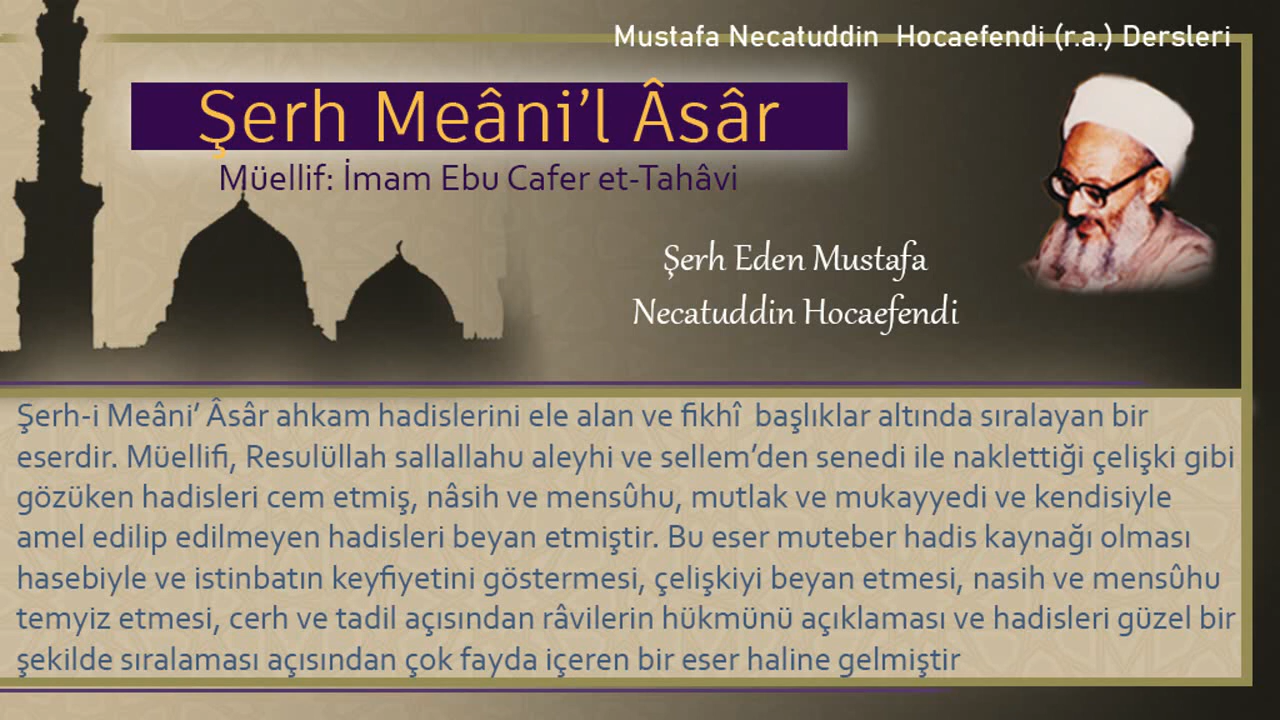 Mustafa Necatuddin Hocaefendi (r.a.) Dersleri
Şerh Meâni’l Âsâr
Müellif: İmam Ebu Cafer et-Tahâvi
Şerh Eden Mustafa
Necatuddin Hocaefendi
Şerh-i Meâni’ Âsâr ahkam hadislerini ele alan ve fikhî başlıklar altında sıralayan bir
eserdir. Müellifi, Resulüllah sallallahu aleyhi ve sellem’den senedi ile naklettiği çelişki gibi
gözüken hadisleri cem etmiş, nâsih ve mensûhu, mutlak ve mukayyedi ve kendisiyle
amel edilip edilmeyen hadisleri beyan etmiştir. Bu eser muteber hadis kaynağı olması
hasebiyle ve istinbatın keyfiyetini göstermesi, çelişkiyi beyan etmesi, nasih ve mensûhu
temyiz etmesi, cerh ve tadil açısından râvilerin hükmünü açıklaması ve hadisleri güzel bir
şekilde sıralaması açısından çok fayda içeren bir eser haline gelmiştir